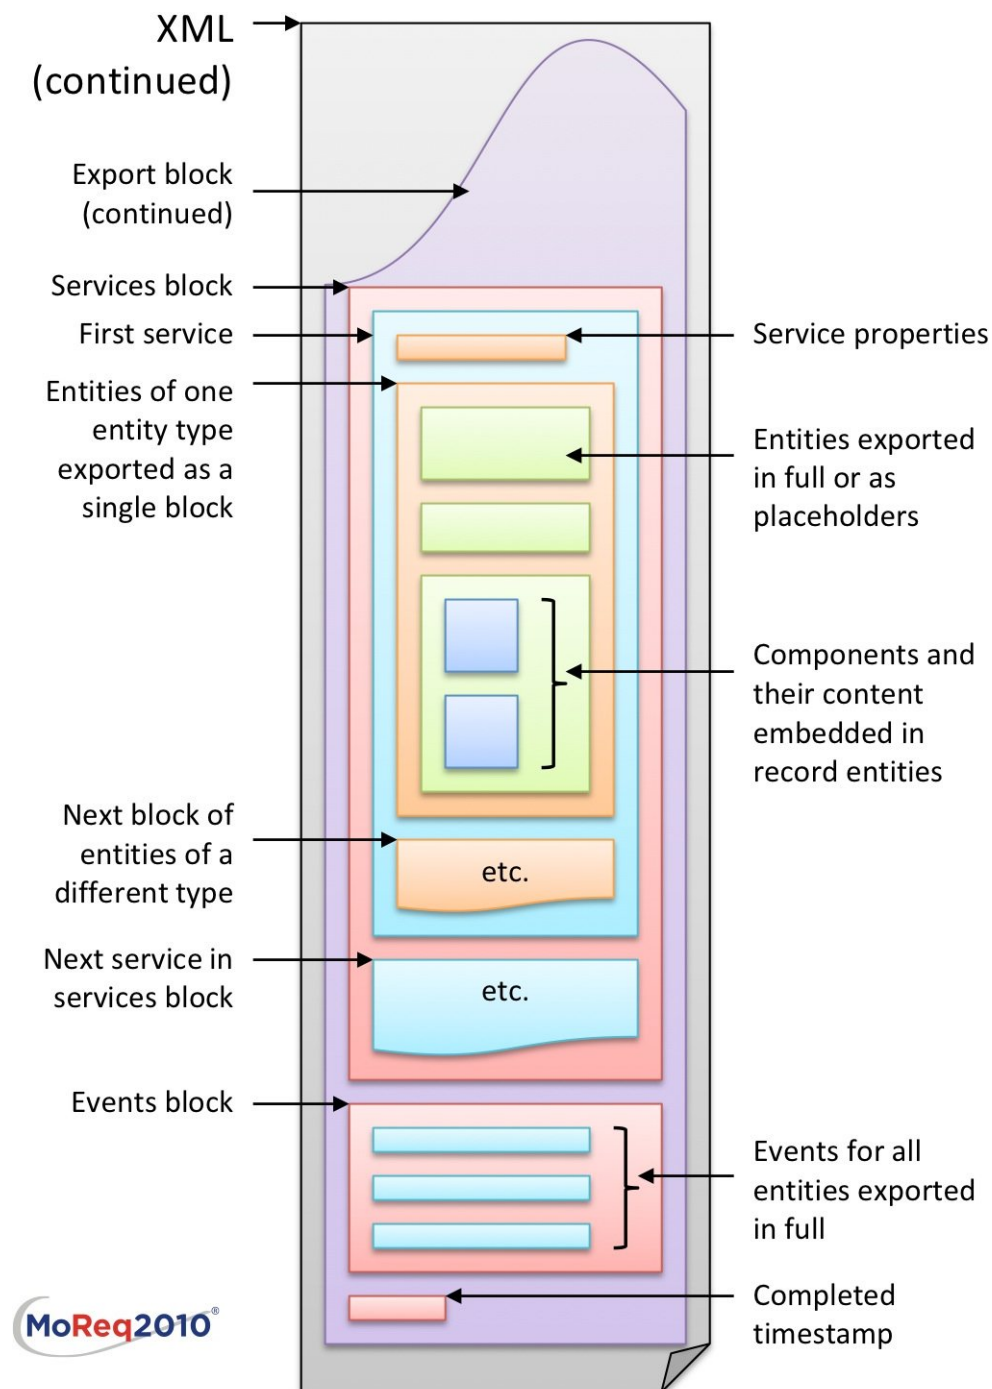 XML
(continued)
Export block
(continued)
Services block
First service
Service properties
Entities of one
entity type
exported as a
single block
Entities exported
in full or as
placeholders
Components and
their content
embedded in
record entities
Next block of
entities of a
different type
etc.
Next service in
services block
etc.
Events block
Events for all
entities exported
in full
Completed
timestamp
MoReq2010®